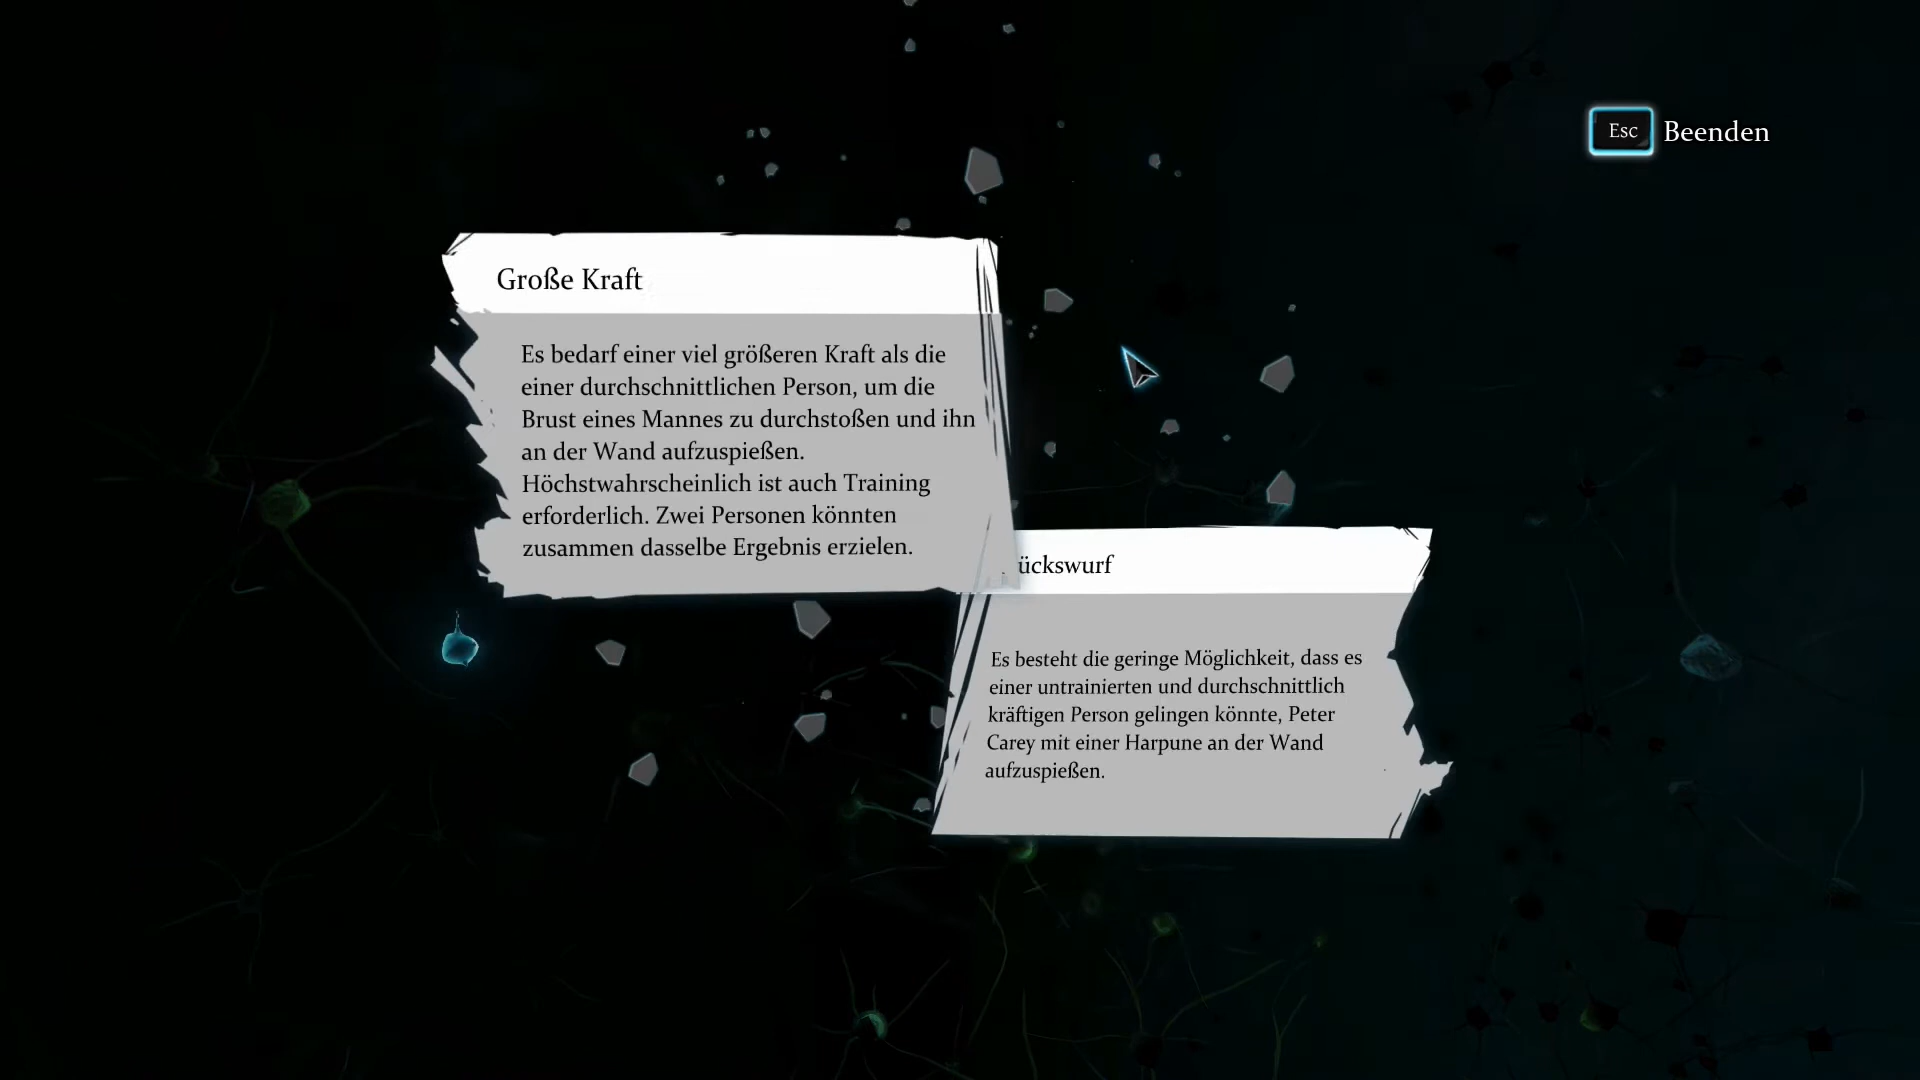 Esc Beenden
Große Kraft
Es bedarf einer viel größeren Kraft als die
einer durchschnittlichen Person, um die
Brust eines Mannes zu durchstoßen und ihn
an der Wand aufzuspießen.
Höchstwahrscheinlich ist auch Training
erforderlich. Zwei Personen könnten
zusammen dasselbe Ergebnis erzielen.
ückswurf
Es besteht die geringe Möglichkeit, dass es
einer untrainierten und durchschnittlich
kräftigen Person gelingen könnte, Peter
Carey mit einer Harpune an der Wand
aufzuspießen.